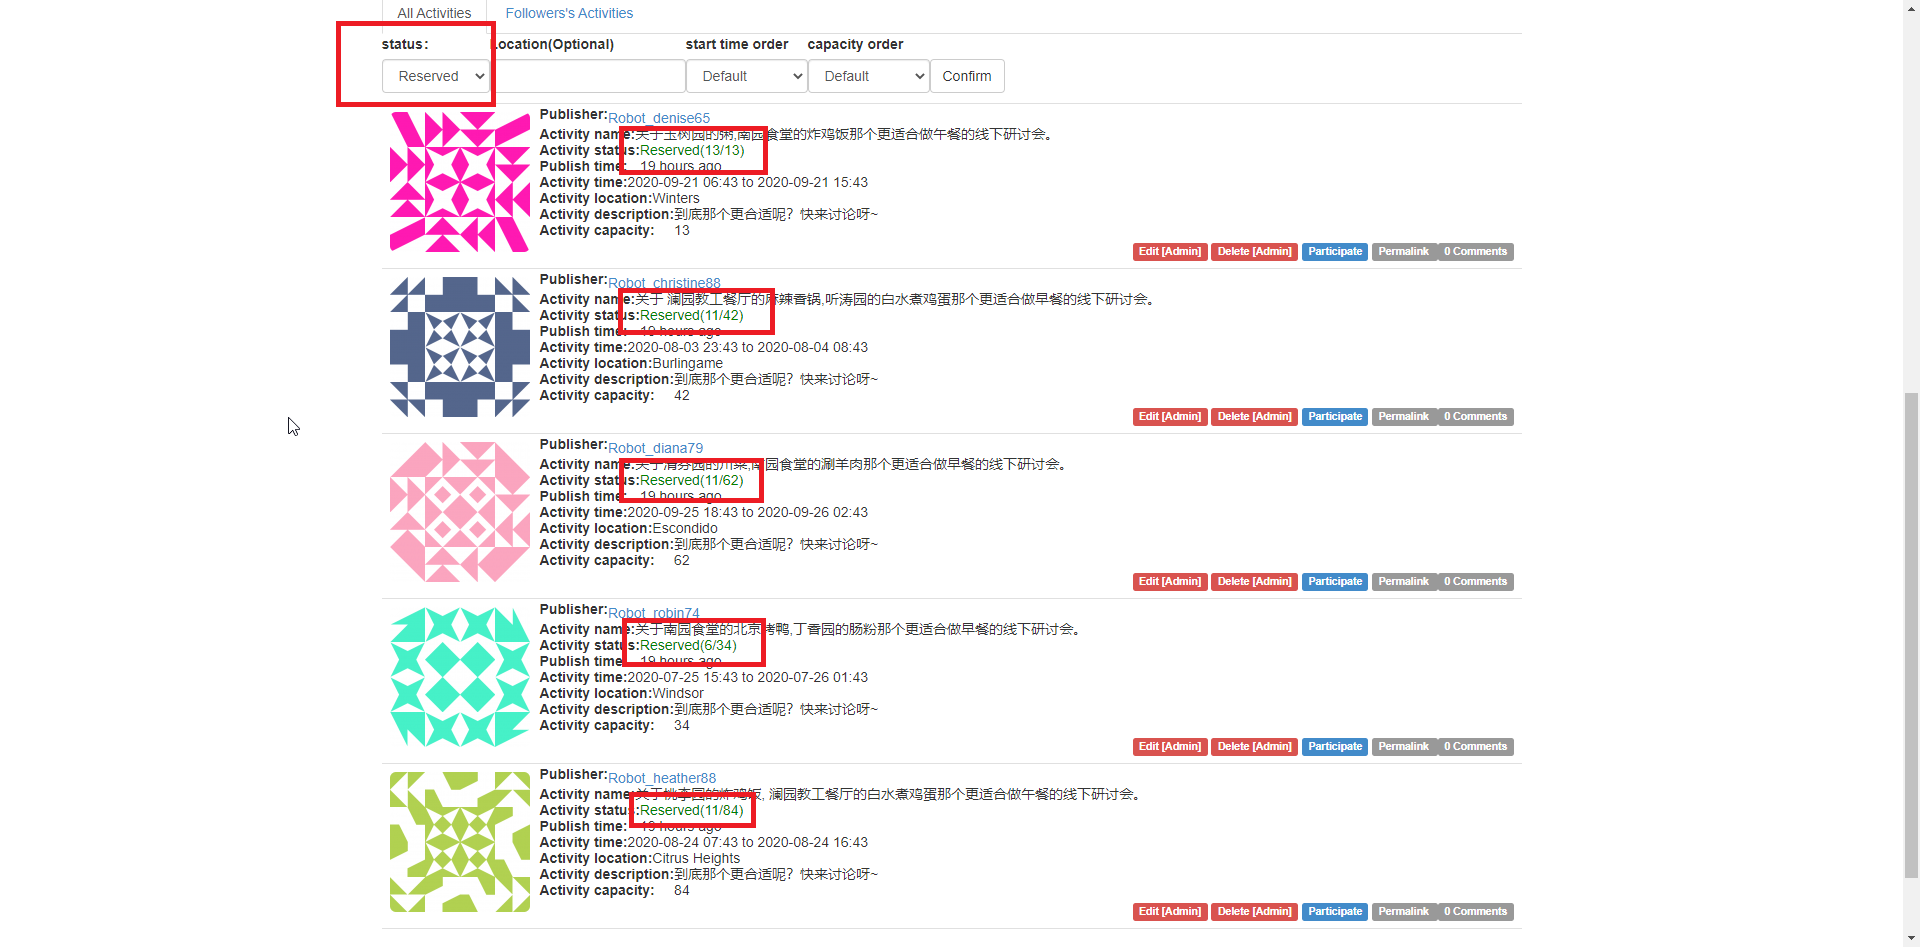 All Activities Followers's Activities
status: Location(Optional) start time order capacity order
Reserved Default Default Confirm
Publisher:Robot_denise65
Activity name:关于玉树园的粥,南园食堂的炸鸡饭那个更适合做午餐的线下研讨会。
Activity status:Reserved(13/13)
Publish time: 19 hours ago
Activity time:2020-09-21 06:43 to 2020-09-21 15:43
Activity location:Winters
Activity description:到底那个更合适呢？快来讨论呀~
Activity capacity: 13
Edit [Admin] Delete [Admin] Participate Permalink 0 Comments
Publisher:Robot_christine88
Activity name:关于 澜园教工餐厅的麻辣香锅,听涛园的白水煮鸡蛋那个更适合做早餐的线下研讨会。
Activity status:Reserved(11/42)
Publish time: 19 hours ago
Activity time:2020-08-03 23:43 to 2020-08-04 08:43
Activity location:Burlingame
Activity description:到底那个更合适呢？快来讨论呀~
Activity capacity: 42
Edit [Admin] Delete [Admin] Participate Permalink 0 Comments
Publisher:Robot_diana79
Activity name:关于清芬园的川菜,南园食堂的涮羊肉那个更适合做早餐的线下研讨会。
Activity status:Reserved(11/62)
Publish time: 19 hours ago
Activity time:2020-09-25 18:43 to 2020-09-26 02:43
Activity location:Escondido
Activity description:到底那个更合适呢？快来讨论呀~
Activity capacity: 62
Edit [Admin] Delete [Admin] Participate Permalink 0 Comments
Publisher:Robot_robin74
Activity name:关于南园食堂的北京烤鸭,丁香园的肠粉那个更适合做早餐的线下研讨会。
Activity status:Reserved(6/34)
Publish time: 19 hours ago
Activity time:2020-07-25 15:43 to 2020-07-26 01:43
Activity location:Windsor
Activity description:到底那个更合适呢？快来讨论呀~
Activity capacity: 34
Edit [Admin] Delete [Admin] Participate Permalink 0 Comments
Publisher:Robot_heather88
Activity name:关于桃李园的炸鸡饭, 澜园教工餐厅的白水煮鸡蛋那个更适合做午餐的线下研讨会。
Activity status:Reserved(11/84)
Publish time: 19 hours ago
Activity time:2020-08-24 07:43 to 2020-08-24 16:43
Activity location:Citrus Heights
Activity description:到底那个更合适呢？快来讨论呀~
Activity capacity: 84
Edit [Admin] Delete [Admin] Participate Permalink 0 Comments